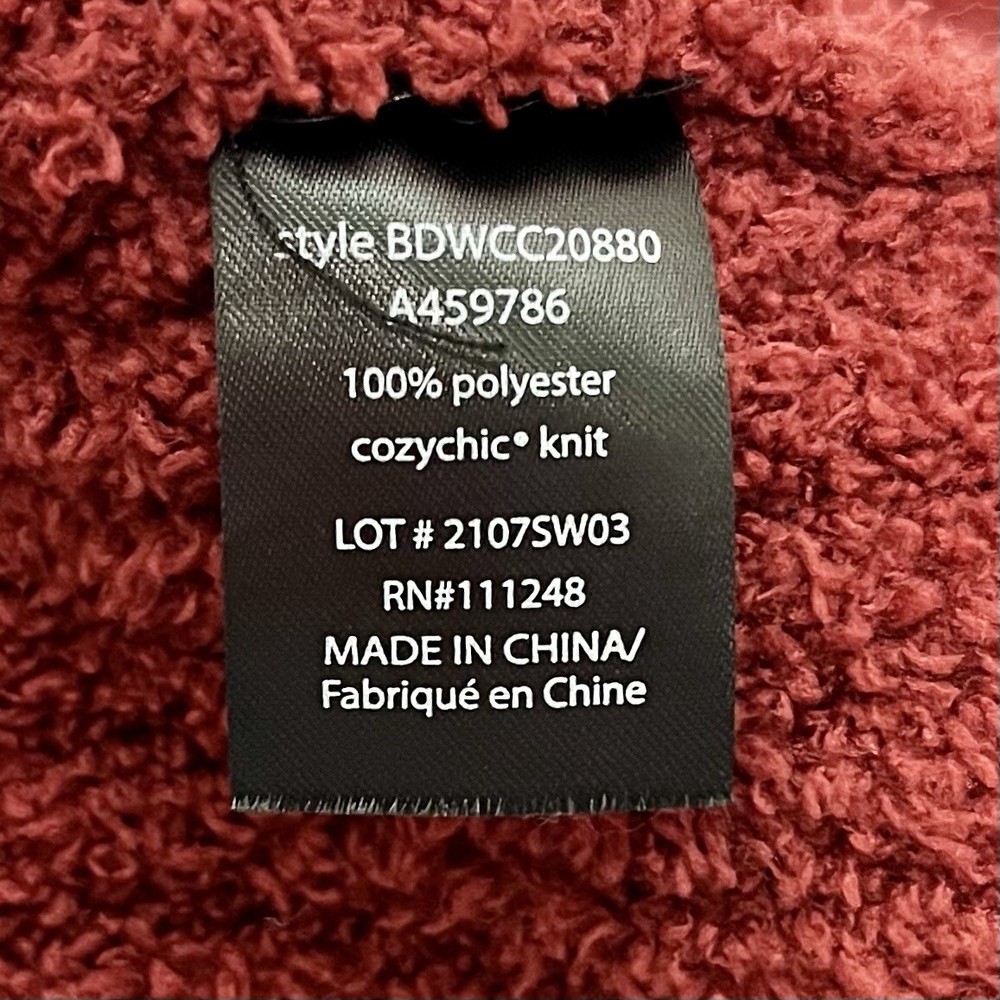 style BDWCC20880
A459786
100% polyester
cozychic® knit
LOT # 2107SW03
RN#111248
MADE IN CHINA/
Fabriqué en Chine